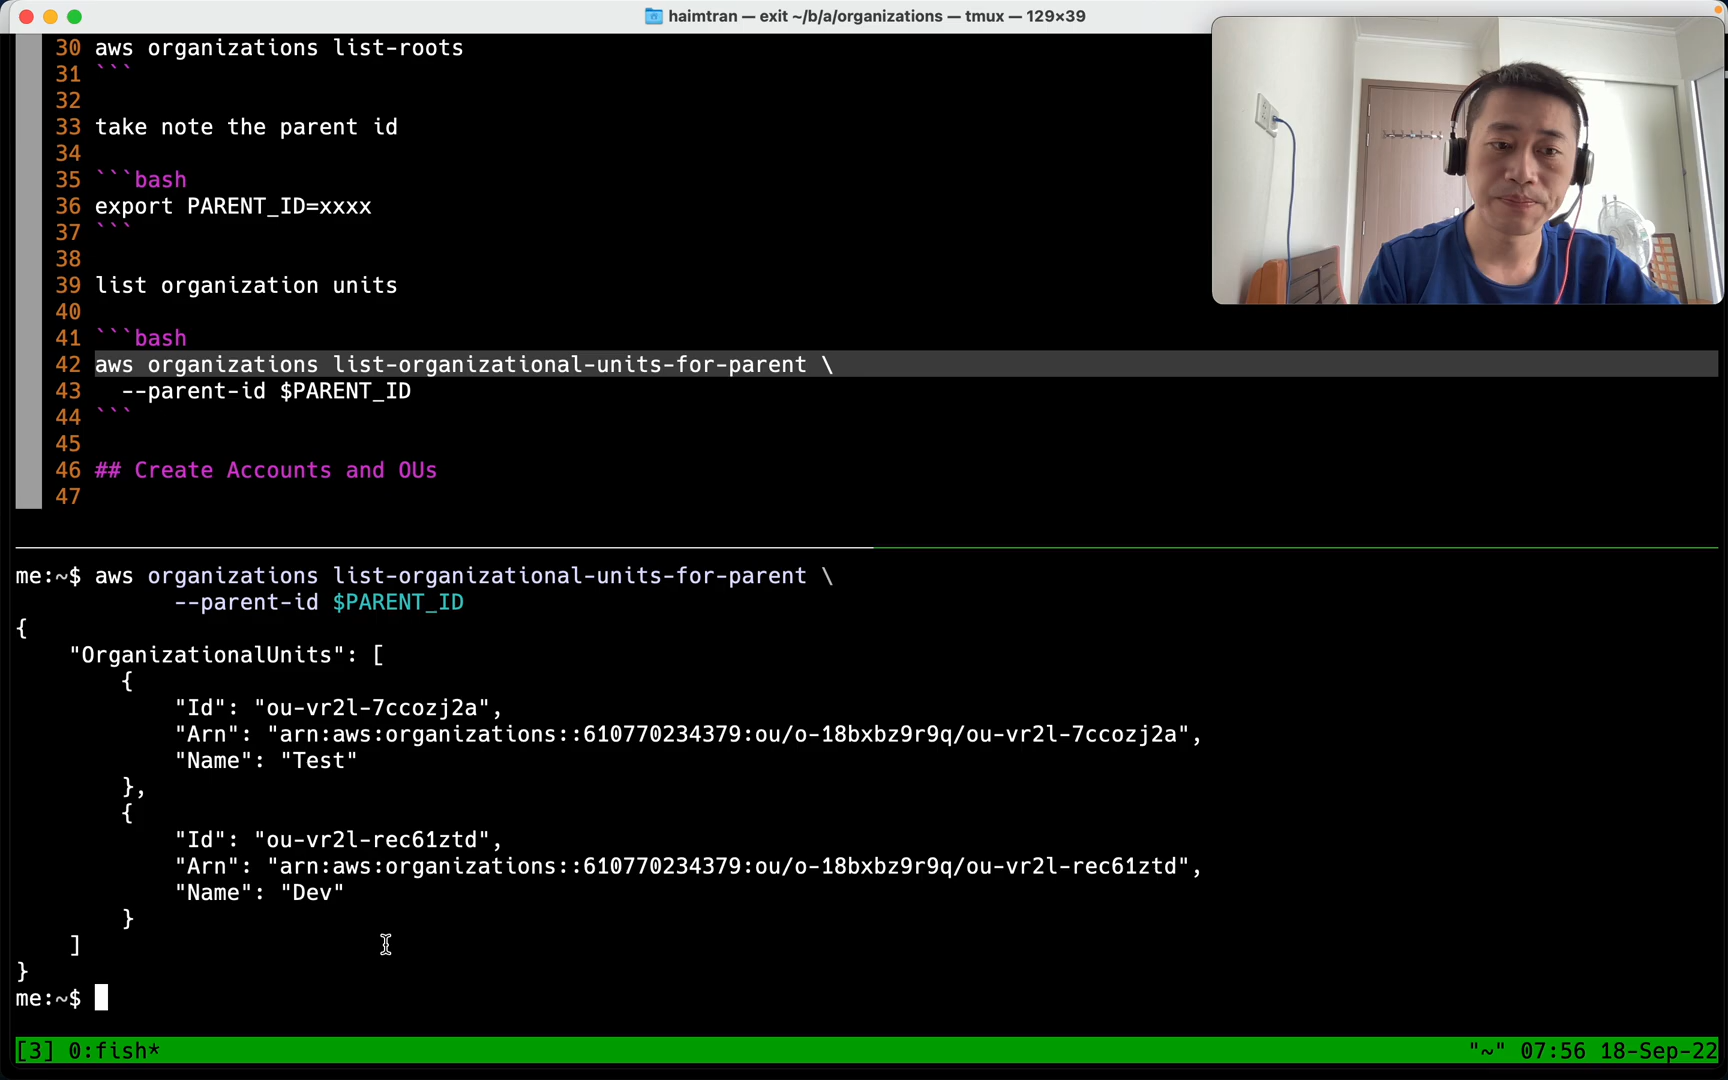 haimtran — exit ~/b/a/organizations — tmux — 129×39
30 aws organizations list-roots
31 ```
32
33 take note the parent id
34
35 ```bash
36 export PARENT_ID=xxxx
37 ```
38
39 list organization units
40
41 ```bash
42 aws organizations list-organizational-units-for-parent \
43   --parent-id $PARENT_ID
44 ```
45
46 ## Create Accounts and OUs
47
me:~$ aws organizations list-organizational-units-for-parent \
            --parent-id $PARENT_ID
{
    "OrganizationalUnits": [
        {
            "Id": "ou-vr2l-7ccozj2a",
            "Arn": "arn:aws:organizations::610770234379:ou/o-18bxbz9r9q/ou-vr2l-7ccozj2a",
            "Name": "Test"
        },
        {
            "Id": "ou-vr2l-rec61ztd",
            "Arn": "arn:aws:organizations::610770234379:ou/o-18bxbz9r9q/ou-vr2l-rec61ztd",
            "Name": "Dev"
        }
    ]
}
me:~$
[3] 0:fish* "~" 07:56 18-Sep-22